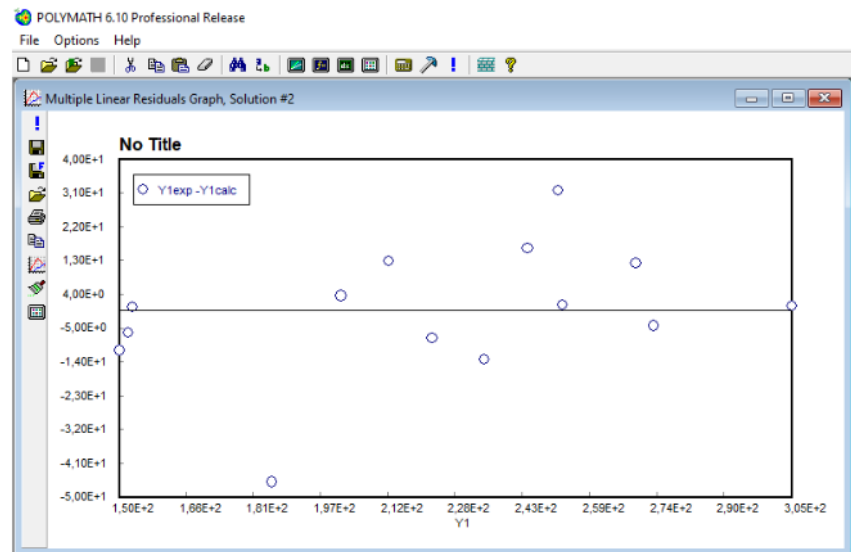 POLYMATH 6.10 Professional Release
File Options Help
Multiple Linear Residuals Graph, Solution #2
No Title
4,00E+1
Y1exp -Y1calc
3,10E+1
2,20E+1
1,30E+1
4,00E+0
-5,00E+0
-1,40E+1
-2,30E+1
-3,20E+1
-4,10E+1
-5,00E+1
1,50E+2 1,66E+2 1,81E+2 1,97E+2 2,12E+2 2,28E+2 2,43E+2 2,59E+2 2,74E+2 2,90E+2 3,05E+2
Y1